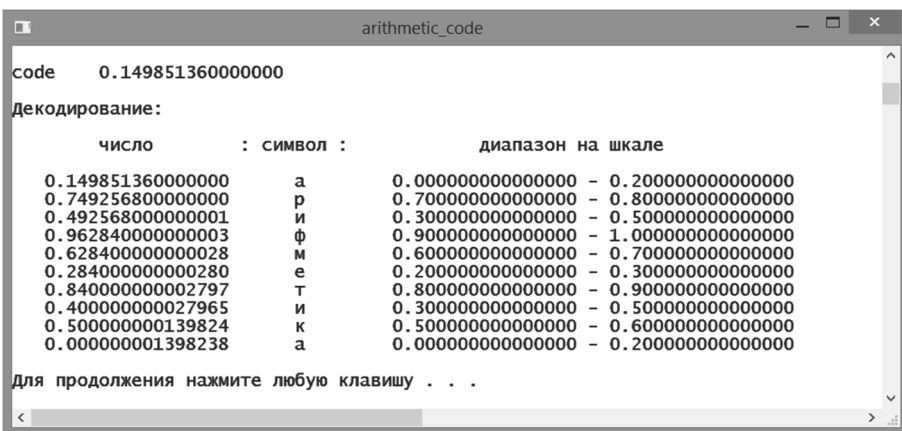 arithmetic_code
code 0.149851360000000
Декодирование:
число : символ : диапазон на шкале
0.149851360000000 а 0.000000000000000 - 0.200000000000000
0.749256800000000 р 0.700000000000000 - 0.800000000000000
0.492568000000001 и 0.300000000000000 - 0.500000000000000
0.962840000000003 ф 0.900000000000000 - 1.000000000000000
0.628400000000028 м 0.600000000000000 - 0.700000000000000
0.284000000000280 е 0.200000000000000 - 0.300000000000000
0.840000000002797 т 0.800000000000000 - 0.900000000000000
0.400000000027965 и 0.300000000000000 - 0.500000000000000
0.500000000139824 к 0.500000000000000 - 0.600000000000000
0.000000001398238 а 0.000000000000000 - 0.200000000000000
Для продолжения нажмите любую клавишу . . .